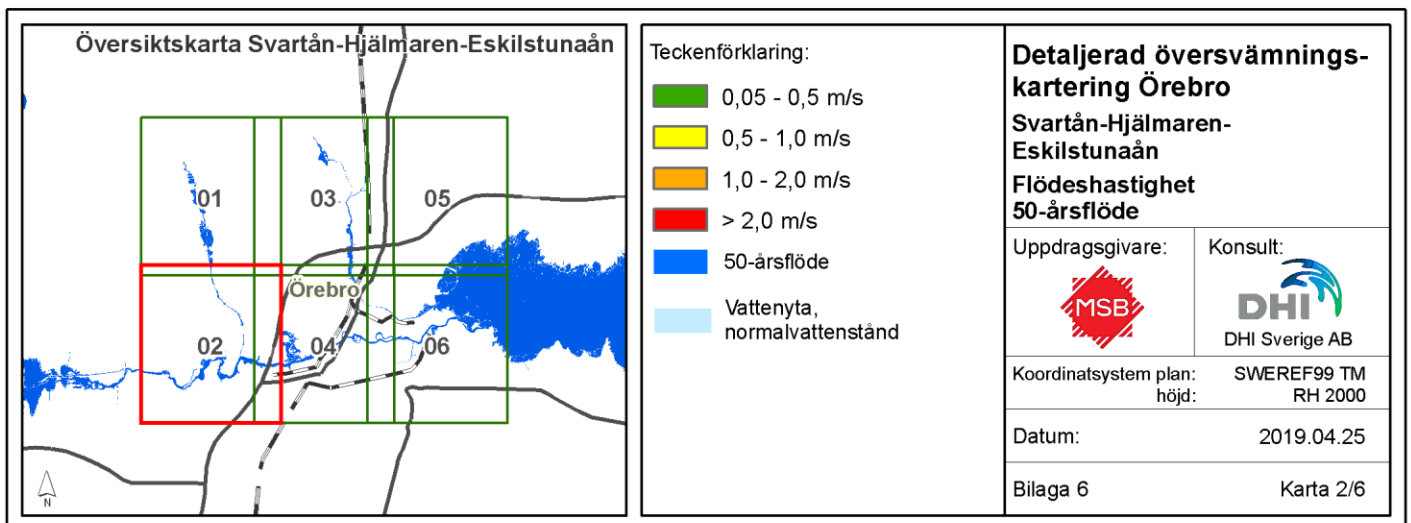 Översiktskarta Svartån-Hjälmaren-Eskilstunaån
01
03
05
Örebro
02
04
06
N
Teckenförklaring:
0,05 - 0,5 m/s
0,5 - 1,0 m/s
1,0 - 2,0 m/s
> 2,0 m/s
50-årsflöde
Vattenyta,
normalvattenstånd
Detaljerad översvämnings-
kartering Örebro
Svartån-Hjälmaren-
Eskilstunaån
Flödeshastighet
50-årsflöde
Uppdragsgivare:
MSB
Konsult:
DHI
DHI Sverige AB
Koordinatsystem plan: SWEREF99 TM
höjd: RH 2000
Datum: 2019.04.25
Bilaga 6 Karta 2/6